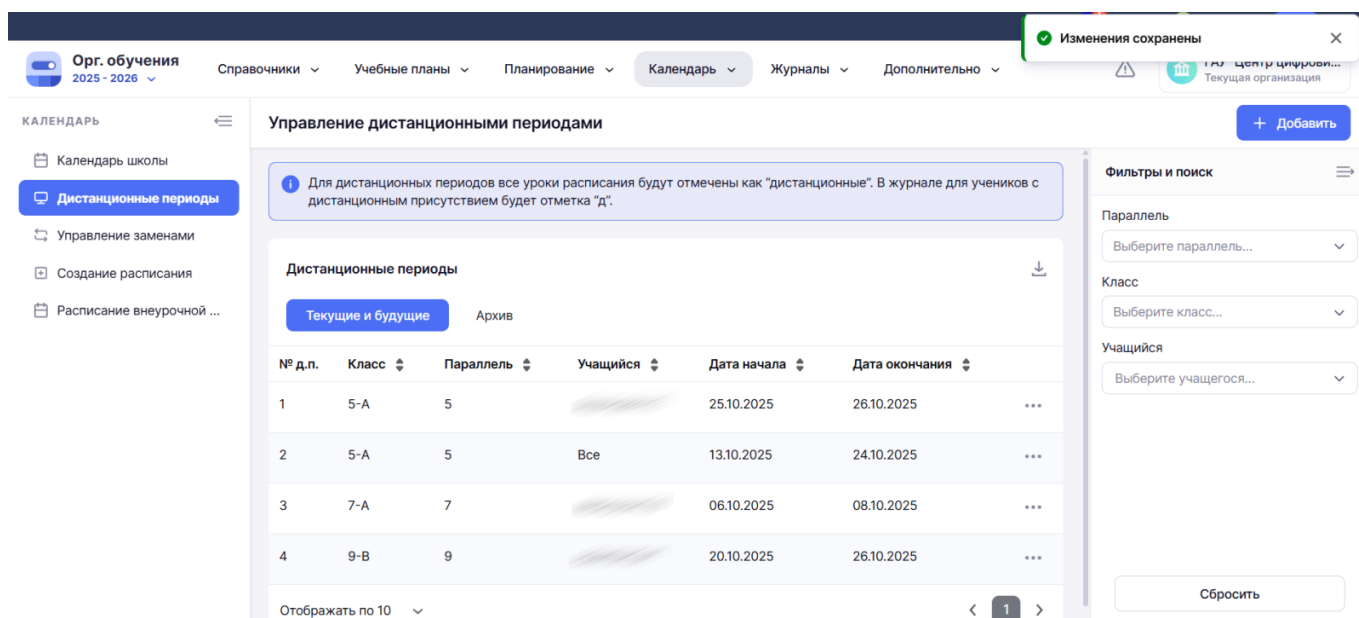 Изменения сохранены
Орг. обучения
2025 - 2026
Справочники
Учебные планы
Планирование
Календарь
Журналы
Дополнительно
ГАУ "Центр цифрови...
Текущая организация
КАЛЕНДАРЬ
Календарь школы
Дистанционные периоды
Управление заменами
Создание расписания
Расписание внеурочной ...
Управление дистанционными периодами
+ Добавить
Для дистанционных периодов все уроки расписания будут отмечены как "дистанционные". В журнале для учеников с
дистанционным присутствием будет отметка "д".
Дистанционные периоды
Текущие и будущие Архив
№ д.п. Класс Параллель Учащийся Дата начала Дата окончания
1 5-А 5 25.10.2025 26.10.2025
2 5-А 5 Все 13.10.2025 24.10.2025
3 7-А 7 06.10.2025 08.10.2025
4 9-В 9 20.10.2025 26.10.2025
Отображать по 10
1
Фильтры и поиск
Параллель
Выберите параллель...
Класс
Выберите класс...
Учащийся
Выберите учащегося...
Сбросить